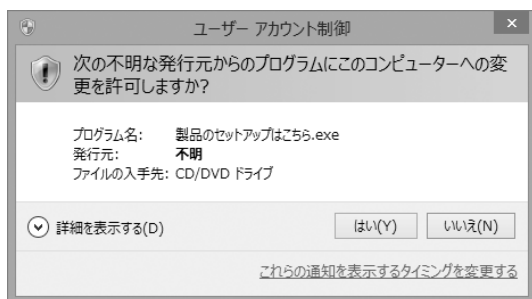 ユーザー アカウント制御
次の不明な発行元からのプログラムにこのコンピューターへの変
更を許可しますか?
プログラム名: 製品のセットアップはこちら.exe
発行元: 不明
ファイルの入手先: CD/DVD ドライブ
詳細を表示する(D)
はい(Y)
いいえ(N)
これらの通知を表示するタイミングを変更する